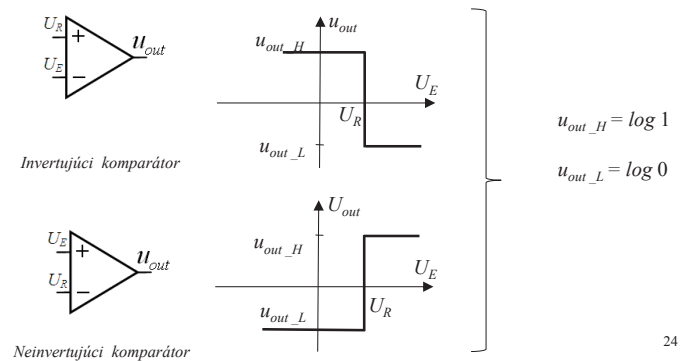 U_R
+
U_E
−
u_out
Invertujúci komparátor
u_out
u_out_H
U_E
U_R
u_out_L
U_E
+
U_R
−
u_out
Neinvertujúci komparátor
U_out
u_out_H
U_E
U_R
u_out_L
u_out_H = log 1
u_out_L = log 0
24